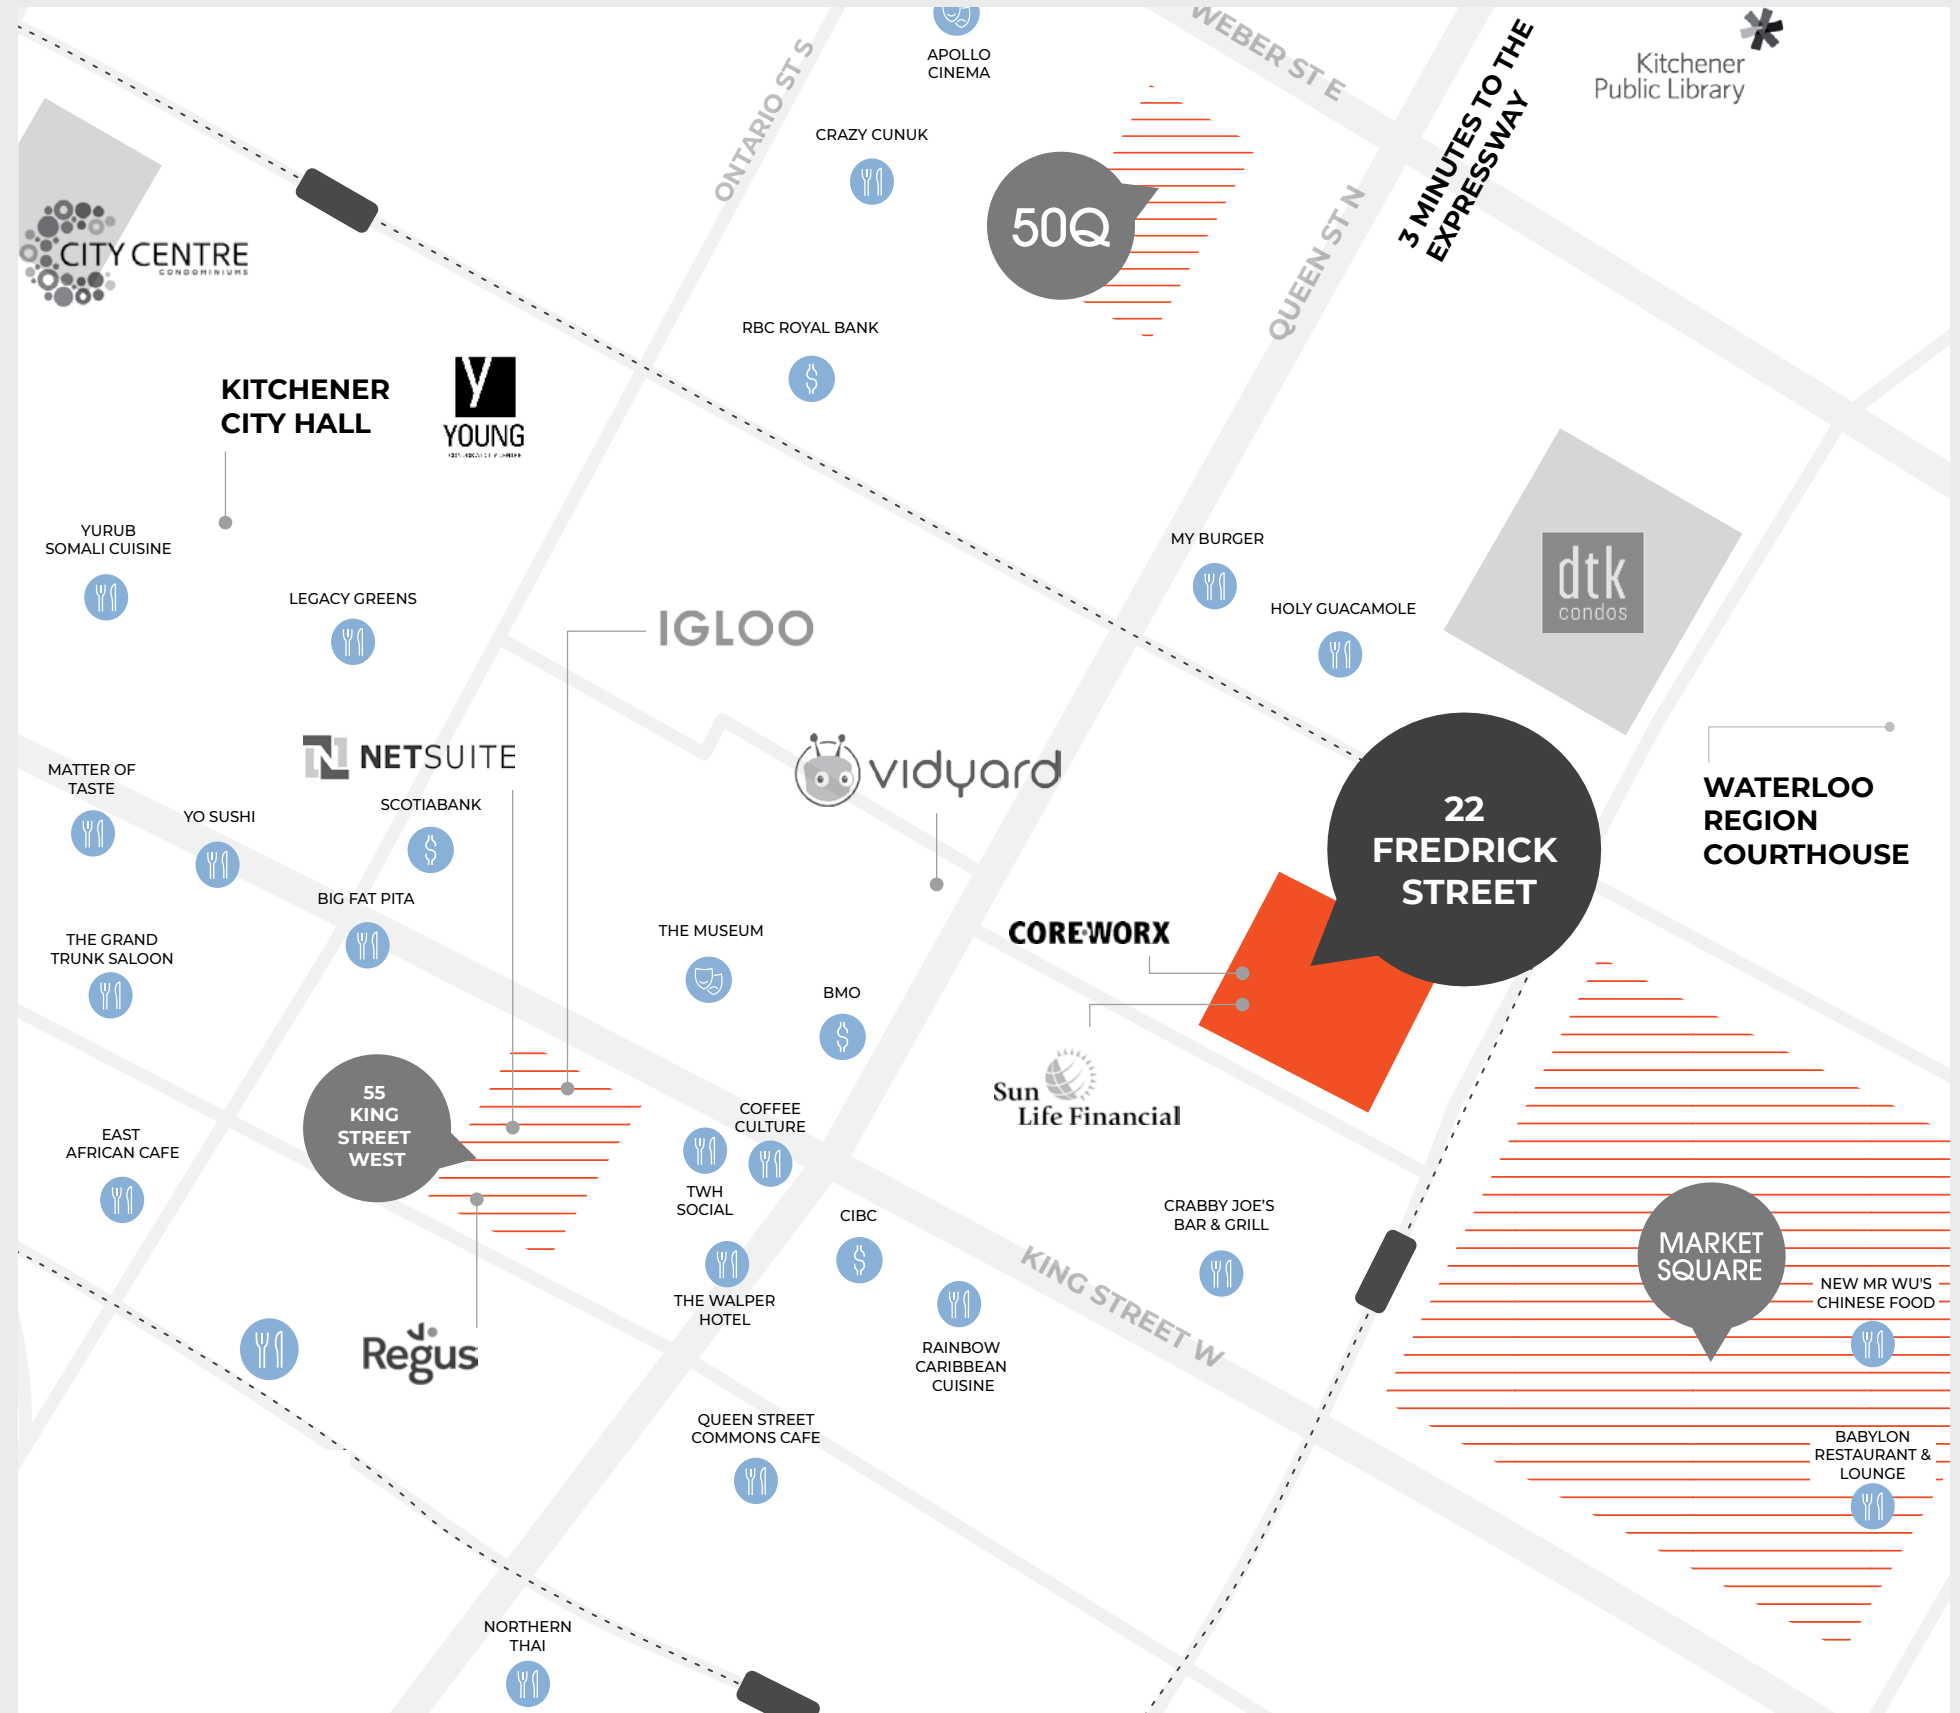 APOLLO
CINEMA
WEBER ST E
3 MINUTES TO THE
EXPRESSWAY
Kitchener
Public Library
ONTARIO ST S
CRAZY CUNUK
50Q
QUEEN ST N
CITY CENTRE
CONDOMINIUMS
RBC ROYAL BANK
KITCHENER
CITY HALL
y
YOUNG
YURUB
SOMALI CUISINE
LEGACY GREENS
IGLOO
MY BURGER
HOLY GUACAMOLE
dtk
condos
NETSUITE
vidyard
MATTER OF
TASTE
YO SUSHI
SCOTIABANK
BIG FAT PITA
22
FREDRICK
STREET
WATERLOO
REGION
COURTHOUSE
THE GRAND
TRUNK SALOON
THE MUSEUM
COREWORX
BMO
55
KING
STREET
WEST
Sun
Life Financial
COFFEE
CULTURE
EAST
AFRICAN CAFE
TWH
SOCIAL
CIBC
CRABBY JOE'S
BAR & GRILL
MARKET
SQUARE
NEW MR WU'S
CHINESE FOOD
THE WALPER
HOTEL
KING STREET W
Regus
RAINBOW
CARIBBEAN
CUISINE
QUEEN STREET
COMMONS CAFE
BABYLON
RESTAURANT &
LOUNGE
NORTHERN
THAI